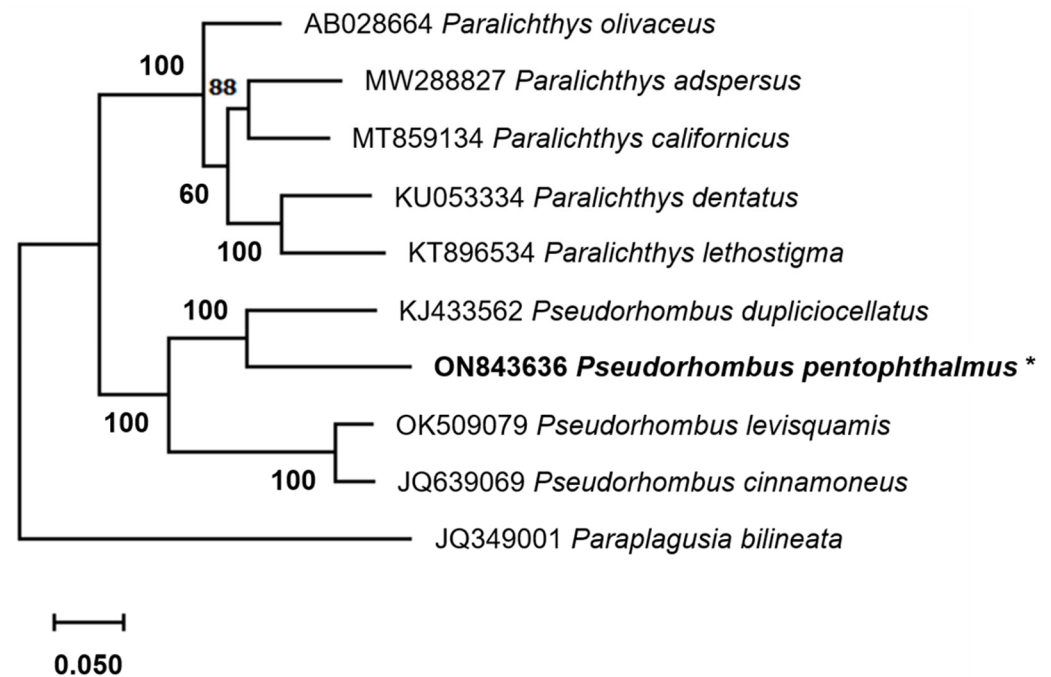 AB028664 Paralichthys olivaceus
100
88
MW288827 Paralichthys adspersus
MT859134 Paralichthys californicus
60
KU053334 Paralichthys dentatus
100
KT896534 Paralichthys lethostigma
100
KJ433562 Pseudorhombus dupliciocellatus
ON843636 Pseudorhombus pentophthalmus *
100
OK509079 Pseudorhombus levisquamis
100
JQ639069 Pseudorhombus cinnamoneus
JQ349001 Paraplagusia bilineata
0.050